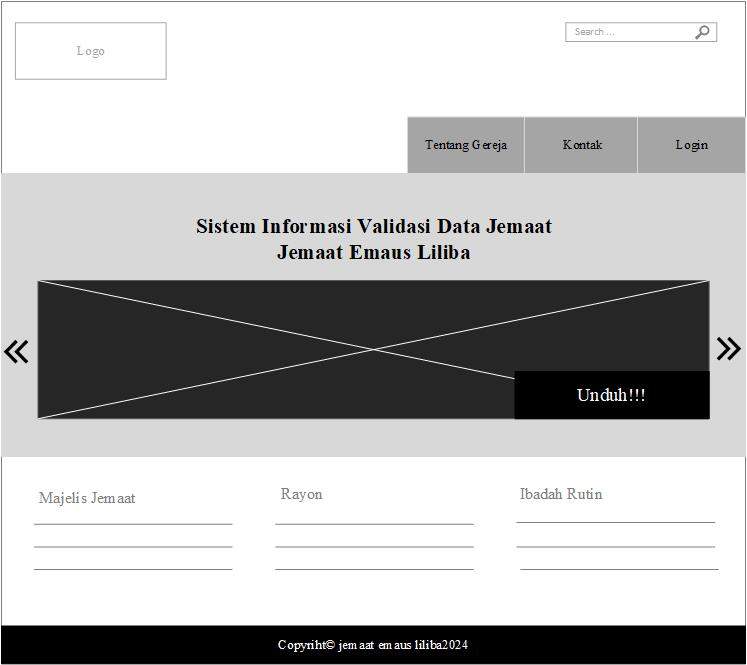 Logo
Search ...
Tentang Gereja
Kontak
Login
Sistem Informasi Validasi Data Jemaat
Jemaat Emaus Liliba
Unduh!!!
Majelis Jemaat
Rayon
Ibadah Rutin
Copyriht© jemaat emaus liliba2024